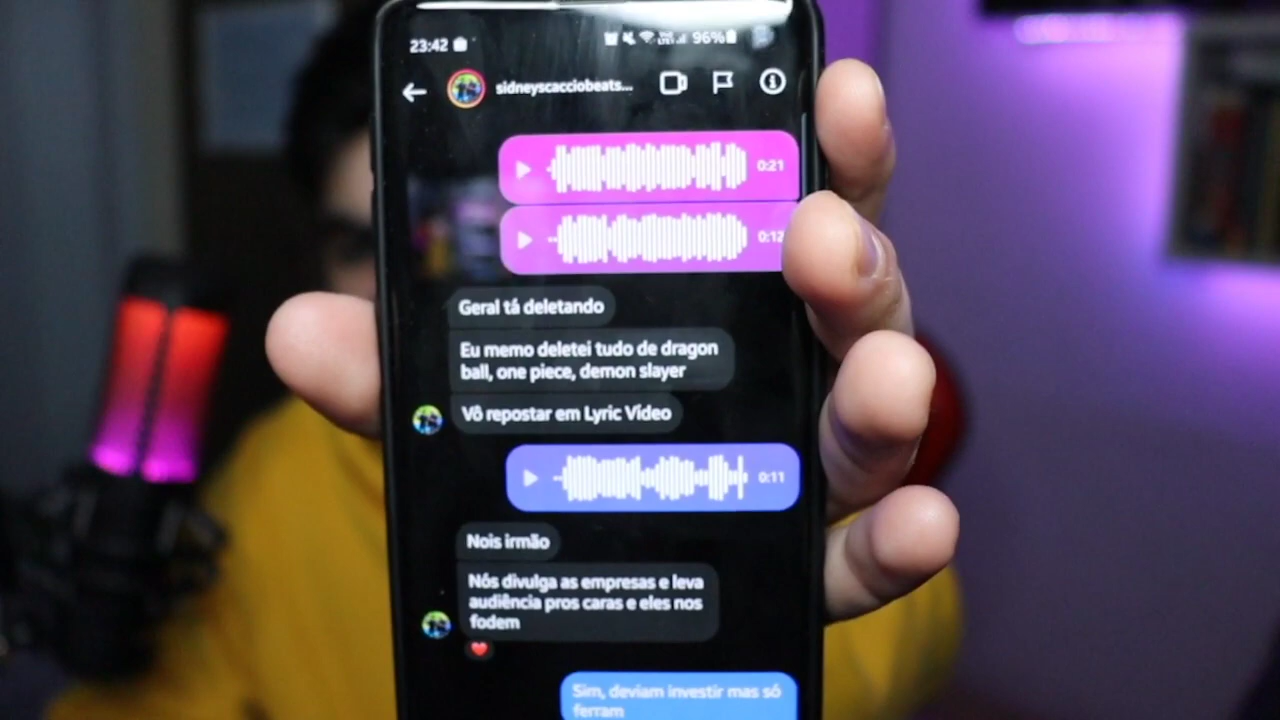 23:42
96%
sidneyscacciobeats...
0:21
0:12
Geral tá deletando
Eu memo deletei tudo de dragon
ball, one piece, demon slayer
Vô repostar em Lyric Vídeo
0:11
Nois irmão
Nós divulga as empresas e leva
audiência pros caras e eles nos
fodem
Sim, deviam investir mas só
ferram